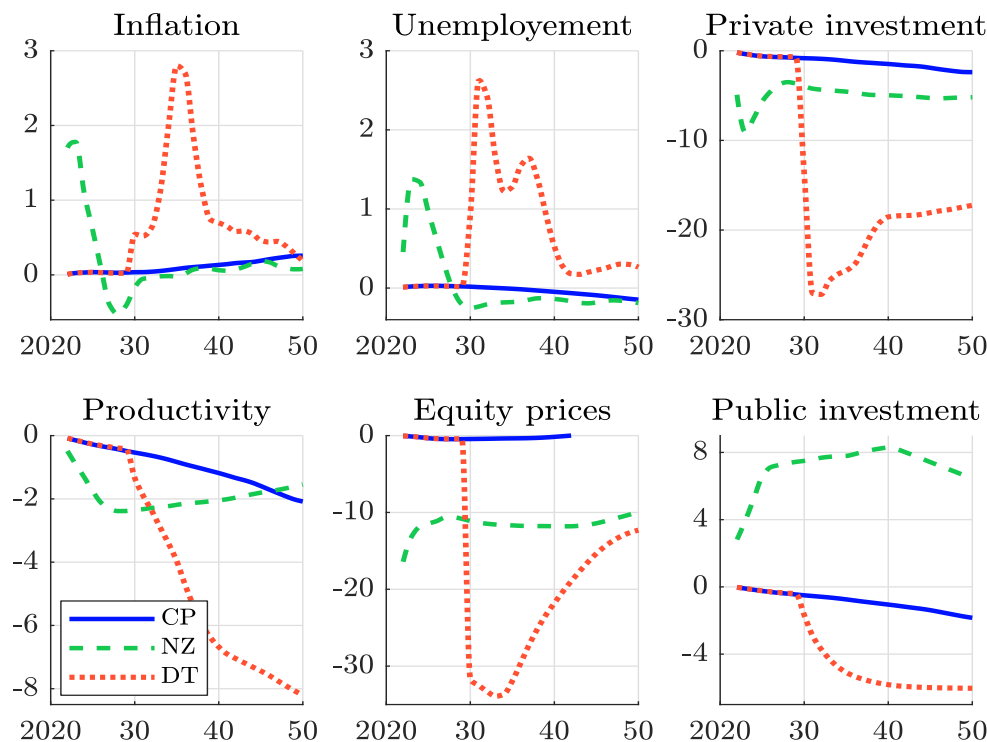 Inflation Unemployement Private investment
3 3 0
2 2 -10
1 1 -20
0 0 -30
2020 30 40 50 2020 30 40 50 2020 30 40 50
Productivity Equity prices Public investment
0 0 8
-2 -10 4
-4 -20 0
-6 -30 -4
-8
CP
NZ
DT
2020 30 40 50 2020 30 40 50 2020 30 40 50